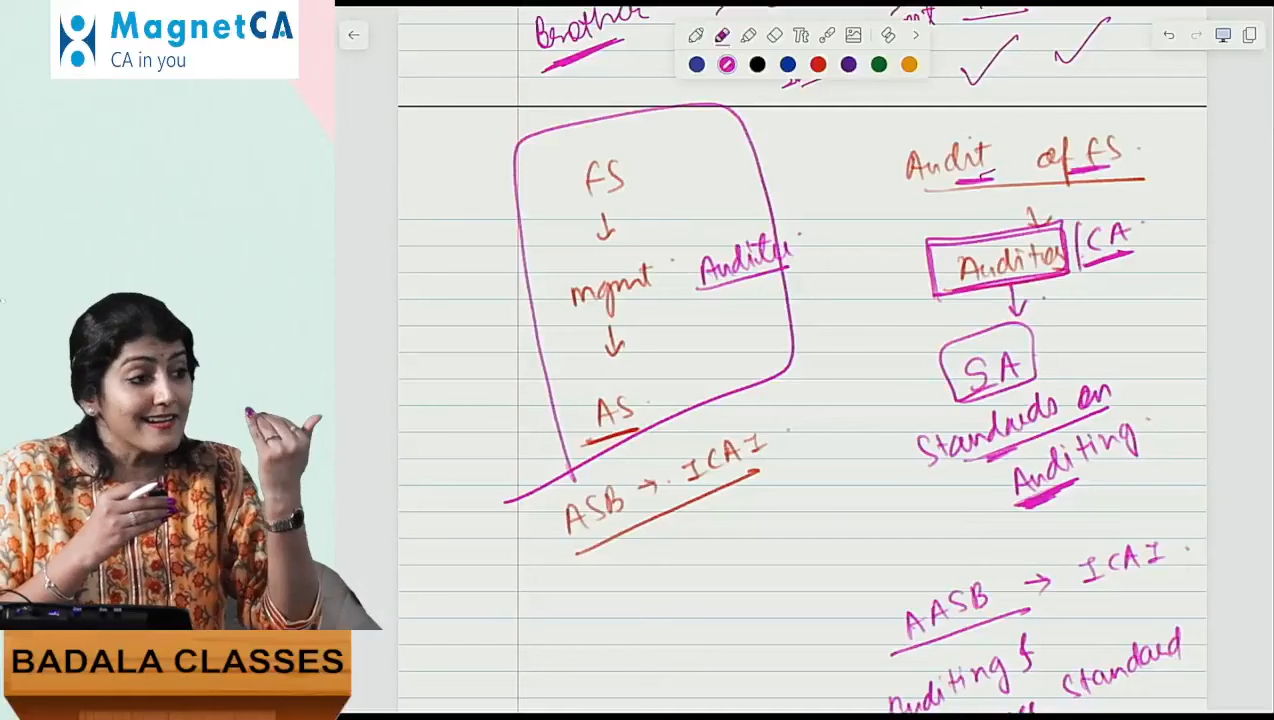 MagnetCA
CA in you
Brother
Tt
FS
↓
mgmt
↓
AS
ASB → ICAI
Audit of FS
Auditor | CA
↓
SA
Standards on
Auditing
AASB → ICAI
Auditing &
Standard
BADALA CLASSES